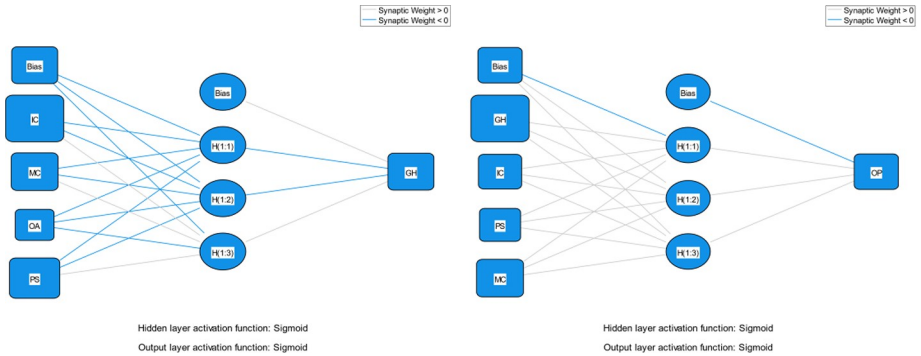 Synaptic Weight > 0
Synaptic Weight < 0
Bias
IC
MC
OA
PS
Bias
H(1:1)
H(1:2)
H(1:3)
GH
Hidden layer activation function: Sigmoid
Output layer activation function: Sigmoid
Synaptic Weight > 0
Synaptic Weight < 0
Bias
GH
IC
PS
MC
Bias
H(1:1)
H(1:2)
H(1:3)
OP
Hidden layer activation function: Sigmoid
Output layer activation function: Sigmoid